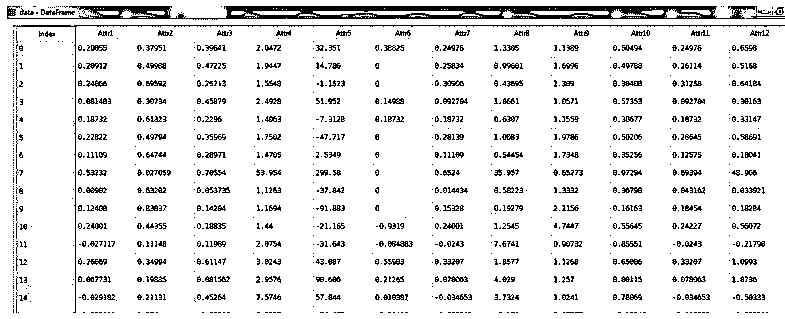 data - DataFrame
Index Attr1 Attr2 Attr3 Attr4 Attr5 Attr6 Attr7 Attr8 Attr9 Attr10 Attr11 Attr12
0 0.20055 0.37951 0.39641 2.0472 32.351 0.38825 0.24976 1.3305 1.1389 0.50494 0.24976 0.6598
1 0.20912 0.49988 0.47225 1.9447 14.786 0 0.25834 0.99601 1.6996 0.49788 0.26114 0.5168
2 0.24866 0.69592 0.26713 1.5548 -1.1523 0 0.30906 0.43695 1.309 0.30408 0.31258 0.64184
3 0.081483 0.30734 0.45879 2.4928 51.952 0.14988 0.092704 1.8661 1.0571 0.57353 0.092704 0.30163
4 0.18732 0.61323 0.2296 1.4063 -7.3128 0.18732 0.18732 0.6307 1.1559 0.38677 0.18732 0.33147
5 0.22822 0.49794 0.35969 1.7502 -47.717 0 0.28139 1.0083 1.9786 0.50206 0.28645 0.58691
6 0.11109 0.64744 0.28971 1.4705 2.5349 0 0.11109 0.54454 1.7348 0.35256 0.12575 0.18041
7 0.53232 0.027059 0.70554 53.954 299.58 0 0.6524 35.957 0.65273 0.97294 0.69394 48.906
8 0.00902 0.63202 0.053735 1.1263 -37.842 0 0.014434 0.58223 1.3332 0.36798 0.043162 0.033921
9 0.12408 0.83837 0.14204 1.1694 -91.883 0 0.15328 0.19279 2.1156 0.16163 0.18454 0.18284
10 0.24001 0.44355 0.18835 1.44 -21.165 -0.9319 0.24001 1.2545 4.7447 0.55645 0.24227 0.56072
11 -0.027117 0.11148 0.11989 2.0754 -31.643 -0.084883 -0.0243 7.6741 0.90732 0.85551 -0.0243 -0.21798
12 0.26669 0.34994 0.61147 3.0243 43.087 0.55983 0.33207 1.8577 1.1268 0.65006 0.33207 1.0993
13 0.067731 0.19885 0.081562 2.9576 90.606 0.21265 0.078063 4.029 1.257 0.80115 0.078063 1.8736
14 -0.029182 0.21131 0.45264 7.5746 57.844 0.010387 -0.034653 3.7324 1.0241 0.78869 -0.034653 -0.50333